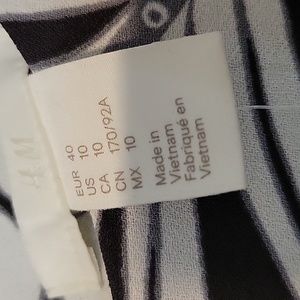 H&M
EUR 40
US 10
CA 10
CN 170/92A
MX 10
Made in
Vietnam
Fabriqué en
Vietnam